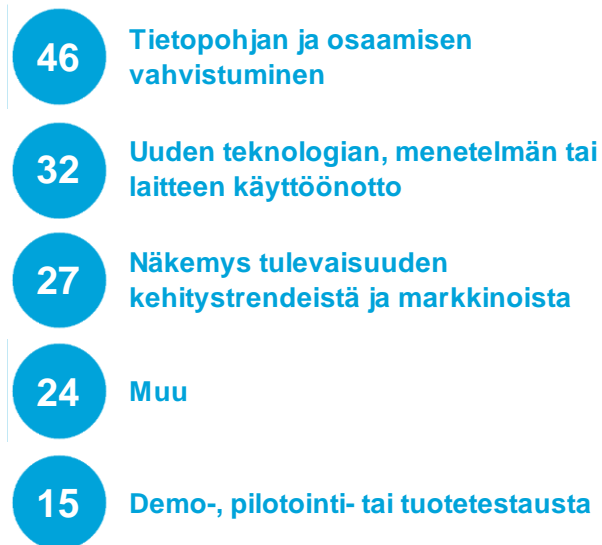 46
Tietopohjan ja osaamisen
vahvistuminen
32
Uuden teknologian, menetelmän tai
laitteen käyttöönotto
27
Näkemys tulevaisuuden
kehitystrendeistä ja markkinoista
24
Muu
15
Demo-, pilotointi- tai tuotetestausta